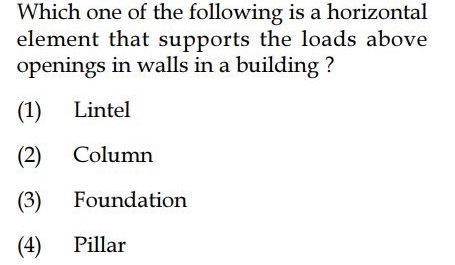 Which one of the following is a horizontal
element that supports the loads above
openings in walls in a building ?
(1) Lintel
(2) Column
(3) Foundation
(4) Pillar